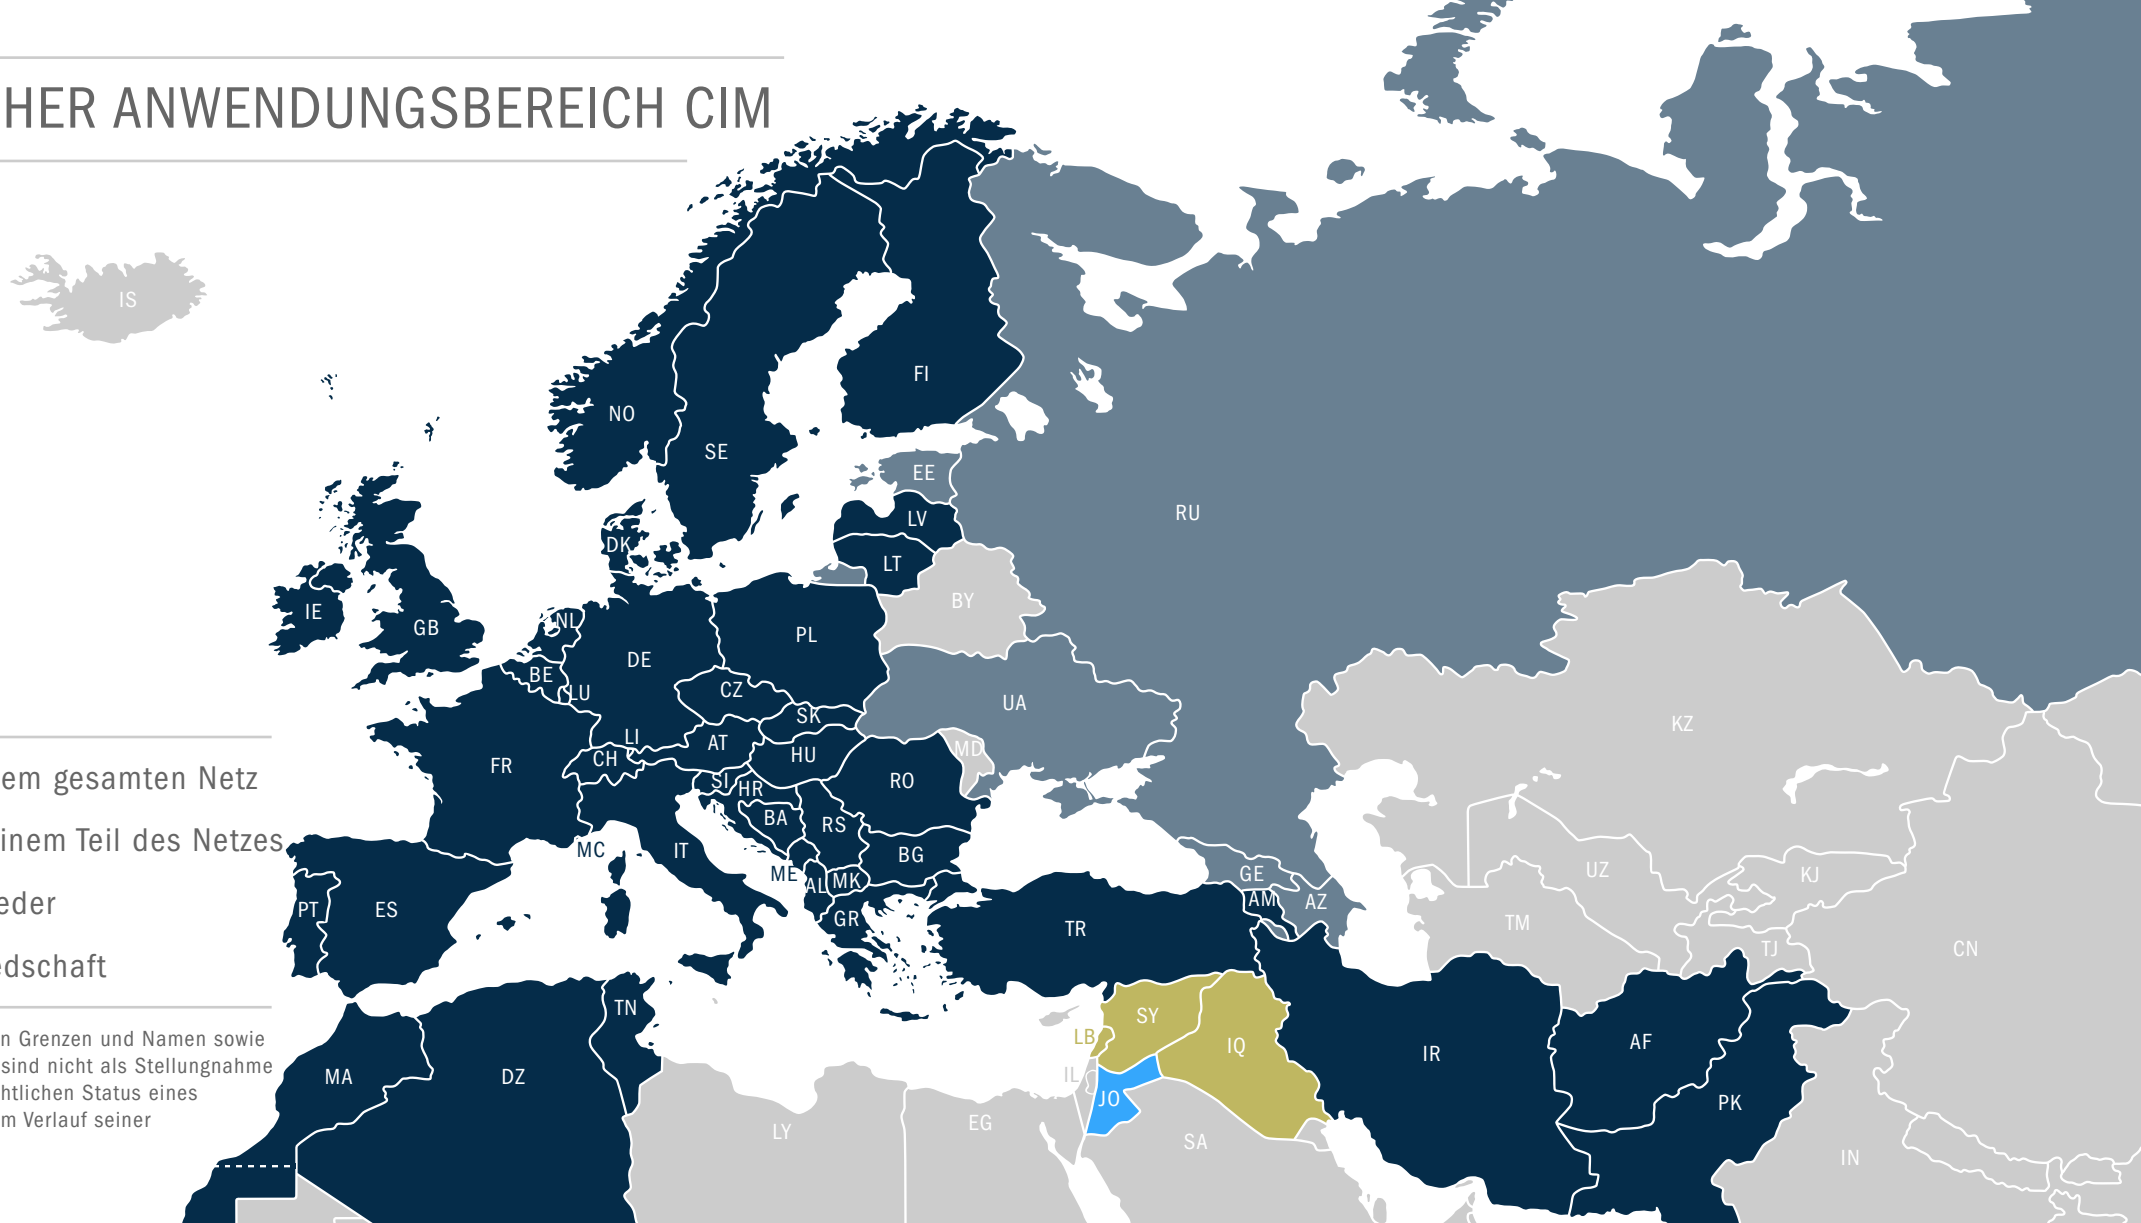 HER ANWENDUNGSBEREICH CIM
IS
FI
NO
SE
EE
RU
LV
DK
LT
BY
IE
GB
NL
PL
DE
BE
CZ
LU
UA
SK
KZ
LI
AT
MD
CH
HU
FR
RO
SI
HR
BA
RS
MC
IT
BG
ME
AL
MK
GE
UZ
KJ
AM
AZ
PT
ES
GR
TR
TM
TJ
CN
em gesamten Netz
inem Teil des Netzes
eder
edschaft
TN
SY
LB
IQ
IR
AF
MA
DZ
IL
JO
PK
LY
EG
SA
IN
n Grenzen und Namen sowie
sind nicht als Stellungnahme
htlichen Status eines
m Verlauf seiner